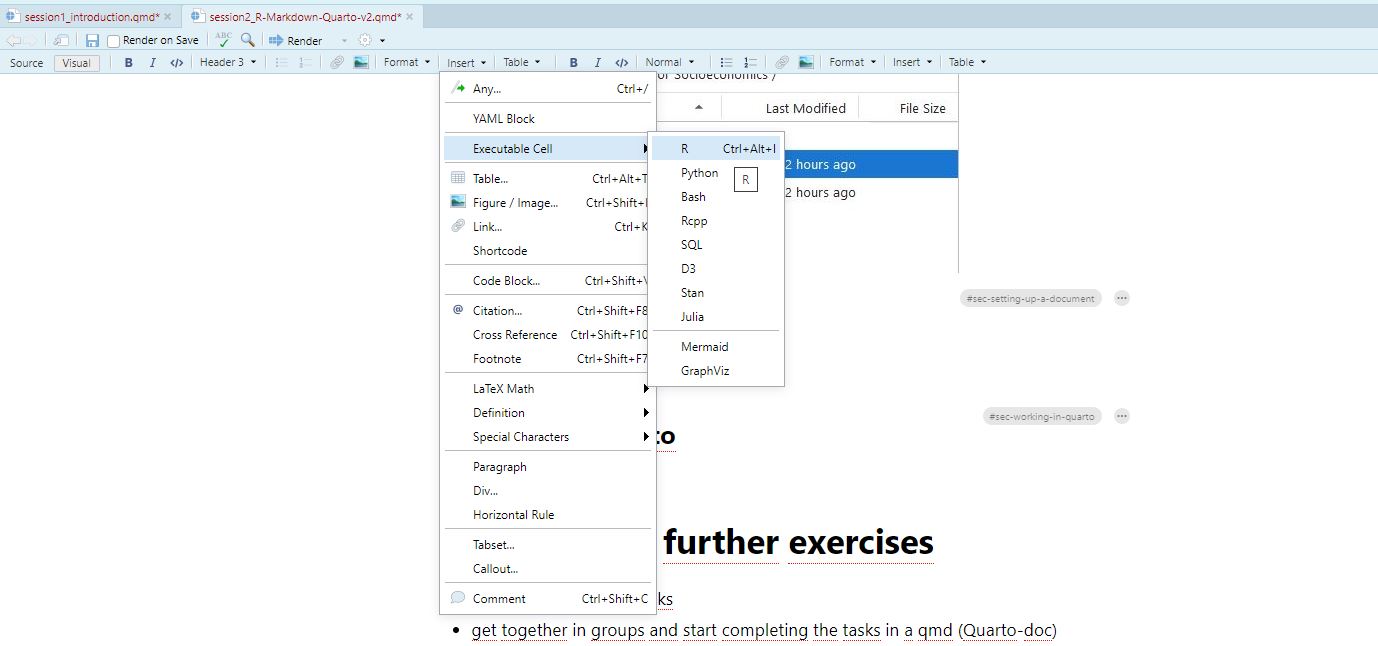 session1_introduction.qmd*
session2_R-Markdown-Quarto-v2.qmd*
Render on Save
ABC
Render
Source
Visual
B
I
</>
Header 3
Format
Insert
Table
B
I
</>
Normal
Format
Insert
Table
or Socioeconomics /
Last Modified
File Size
2 hours ago
2 hours ago
Any... Ctrl+/
YAML Block
Executable Cell
Table... Ctrl+Alt+T
Figure / Image... Ctrl+Shift+I
Link... Ctrl+K
Shortcode
Code Block... Ctrl+Shift+\
@ Citation... Ctrl+Shift+F8
Cross Reference Ctrl+Shift+F10
Footnote Ctrl+Shift+F7
LaTeX Math
Definition
Special Characters
Paragraph
Div...
Horizontal Rule
Tabset...
Callout...
Comment Ctrl+Shift+C
R Ctrl+Alt+I
Python
R
Bash
Rcpp
SQL
D3
Stan
Julia
Mermaid
GraphViz
#sec-setting-up-a-document
#sec-working-in-quarto
to
further exercises
ks
• get together in groups and start completing the tasks in a qmd (Quarto-doc)